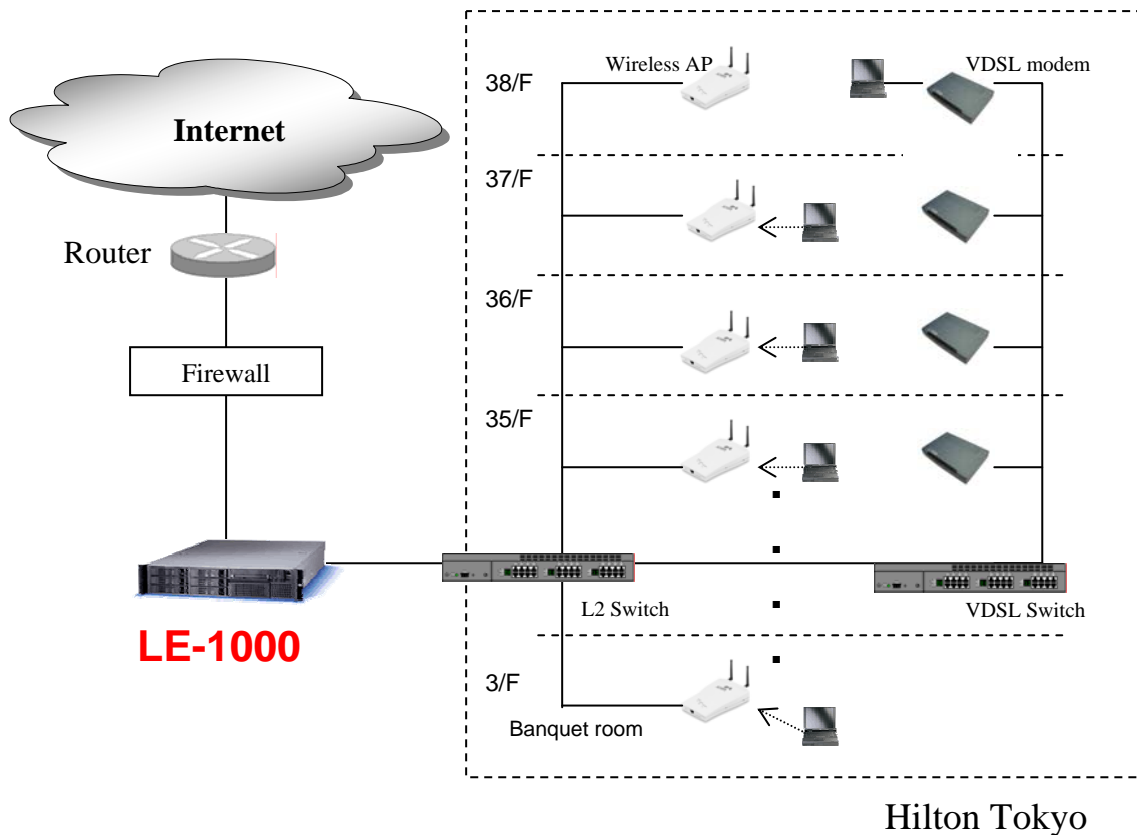 Wireless AP
VDSL modem
38/F
Internet
37/F
Router
36/F
Firewall
35/F
L2 Switch
VDSL Switch
LE-1000
3/F
Banquet room
Hilton Tokyo